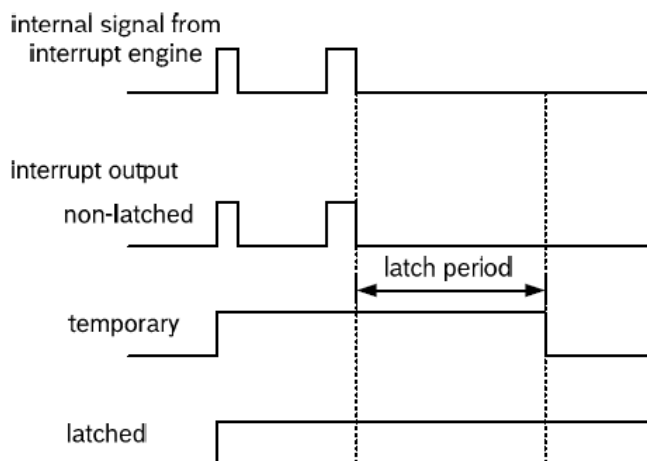 internal signal from
interrupt engine
interrupt output
non-latched
latch period
temporary
latched